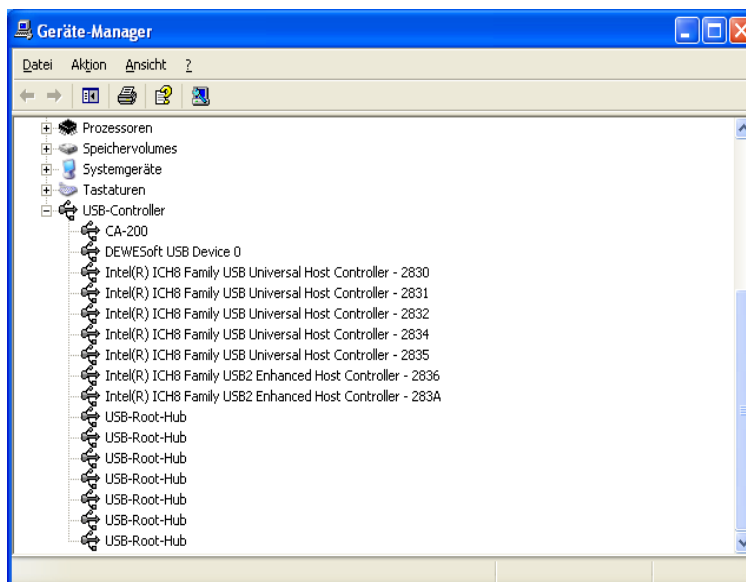 Geräte-Manager
Datei Aktion Ansicht ?
Prozessoren
Speichervolumes
Systemgeräte
Tastaturen
USB-Controller
CA-200
DEWESoft USB Device 0
Intel(R) ICH8 Family USB Universal Host Controller - 2830
Intel(R) ICH8 Family USB Universal Host Controller - 2831
Intel(R) ICH8 Family USB Universal Host Controller - 2832
Intel(R) ICH8 Family USB Universal Host Controller - 2834
Intel(R) ICH8 Family USB Universal Host Controller - 2835
Intel(R) ICH8 Family USB2 Enhanced Host Controller - 2836
Intel(R) ICH8 Family USB2 Enhanced Host Controller - 283A
USB-Root-Hub
USB-Root-Hub
USB-Root-Hub
USB-Root-Hub
USB-Root-Hub
USB-Root-Hub
USB-Root-Hub